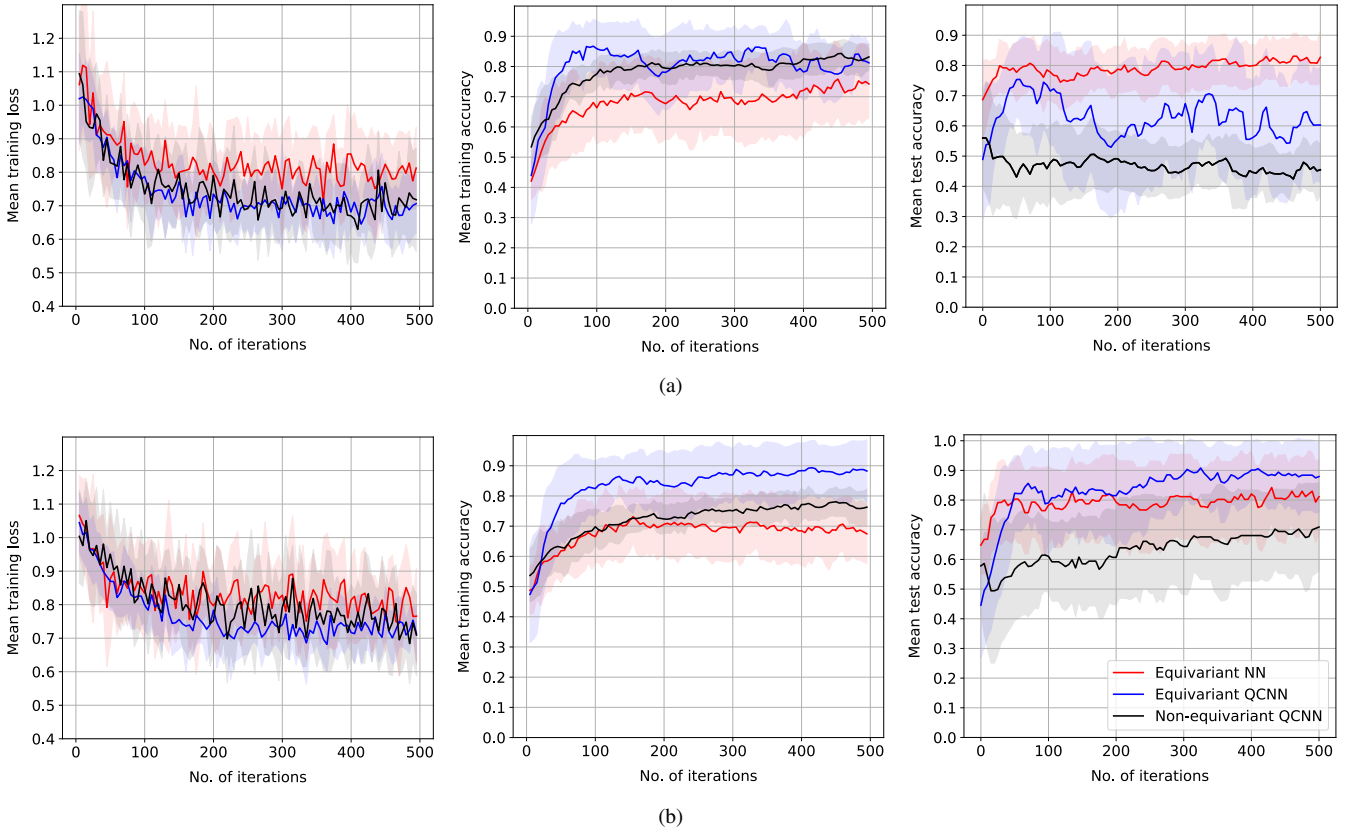 1.2
1.1
1.0
0.9
0.8
0.7
0.6
0.5
0.4
Mean training loss
0 100 200 300 400 500
No. of iterations
0.9
0.8
0.7
0.6
0.5
0.4
0.3
0.2
0.1
0.0
Mean training accuracy
0 100 200 300 400 500
No. of iterations
0.9
0.8
0.7
0.6
0.5
0.4
0.3
0.2
0.1
0.0
Mean test accuracy
0 100 200 300 400 500
No. of iterations
(a)
1.2
1.1
1.0
0.9
0.8
0.7
0.6
0.5
0.4
Mean training loss
0 100 200 300 400 500
No. of iterations
0.9
0.8
0.7
0.6
0.5
0.4
0.3
0.2
0.1
0.0
Mean training accuracy
0 100 200 300 400 500
No. of iterations
1.0
0.9
0.8
0.7
0.6
0.5
0.4
0.3
0.2
0.1
0.0
Mean test accuracy
Equivariant NN
Equivariant QCNN
Non-equivariant QCNN
0 100 200 300 400 500
No. of iterations
(b)